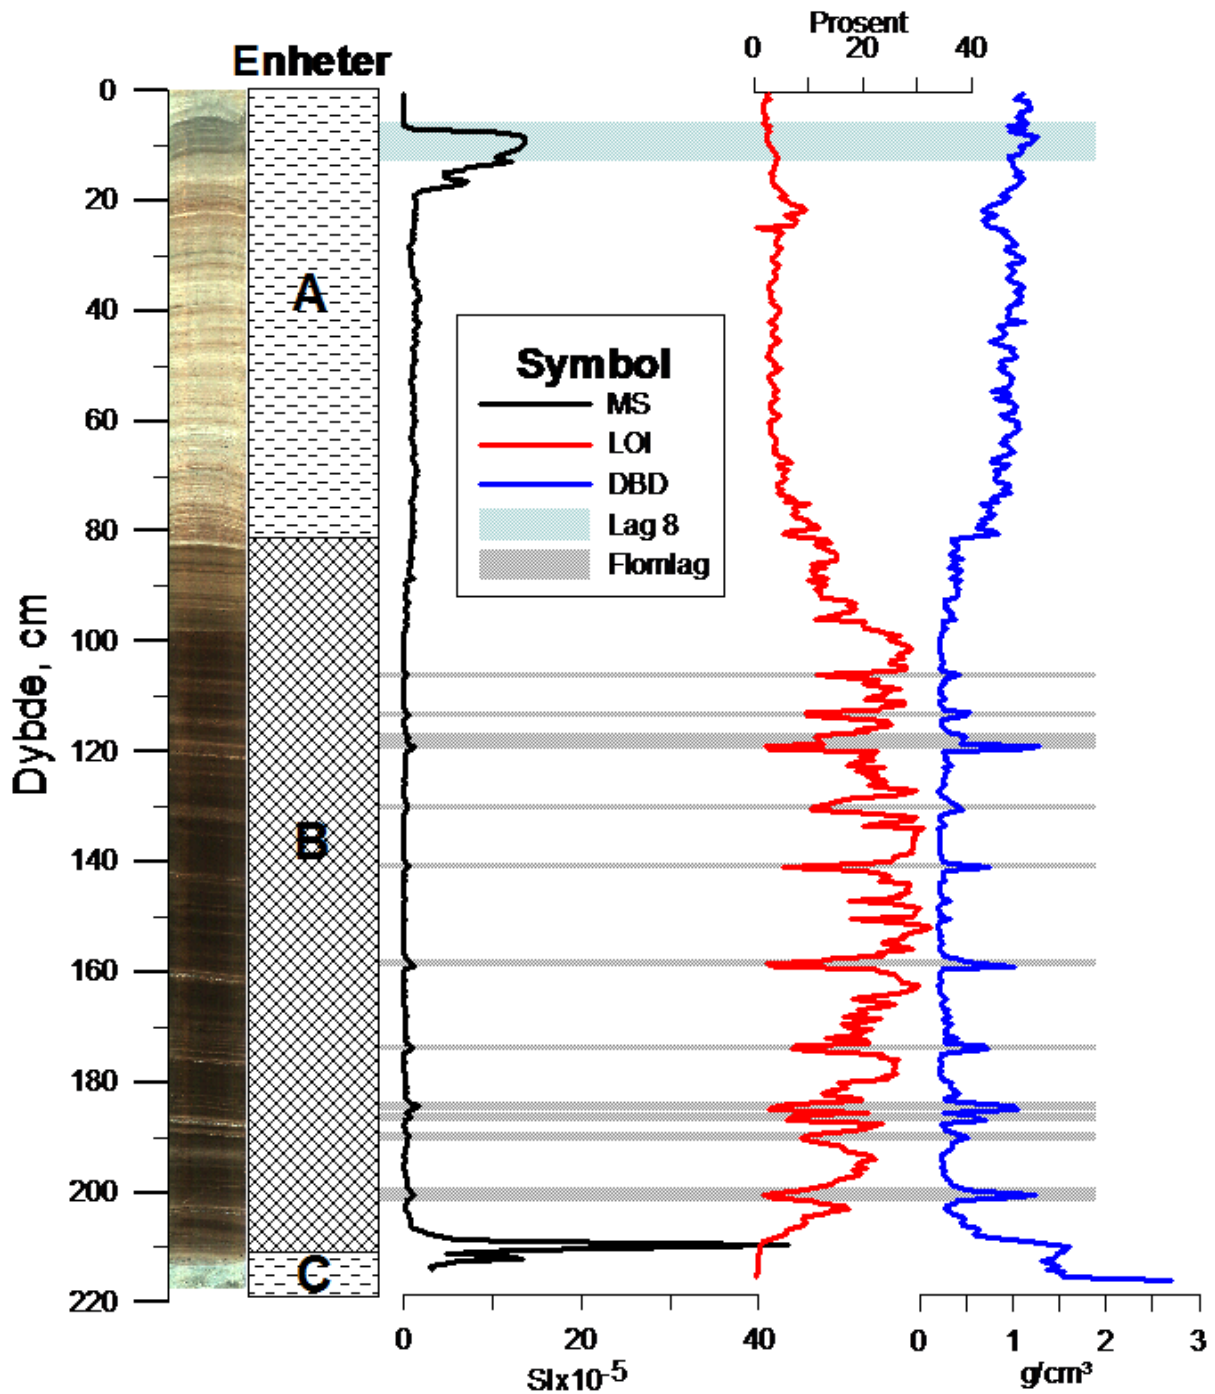 Prosent
0 20 40
Enheter
0
20
40
60
80
100
120
140
160
180
200
220
Dybde, cm
A
B
C
Symbol
MS
LOI
DBD
Lag 8
Flomlag
0 20 40
SIx10-5
0 1 2 3
g/cm³